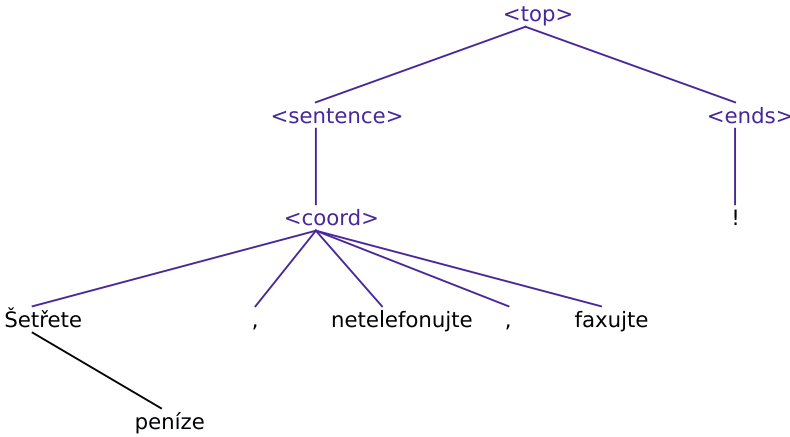 <top>
<sentence> <ends>
<coord> !
Šetřete , netelefonujte , faxujte
peníze